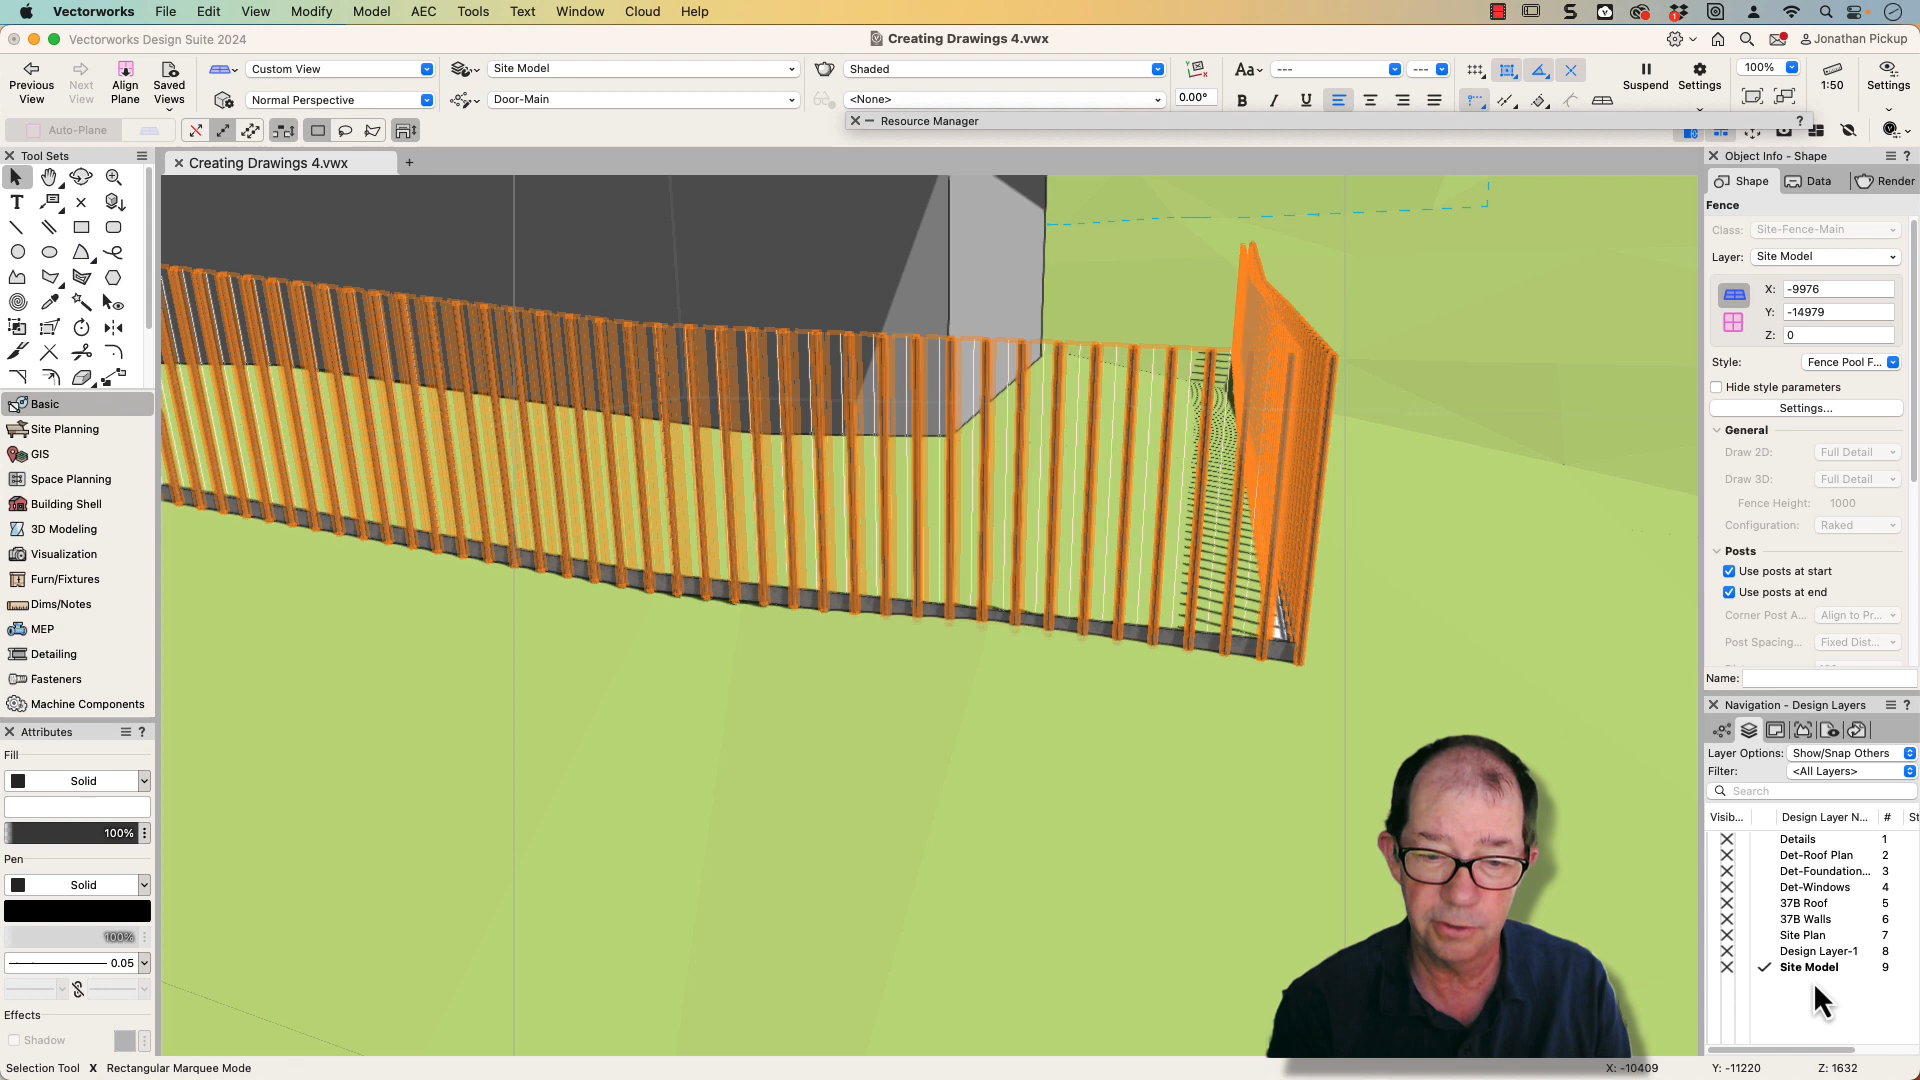 Vectorworks File Edit View Modify Model AEC Tools Text Window Cloud Help
Vectorworks Design Suite 2024
Creating Drawings 4.vwx
Jonathan Pickup
Previous View
Next View
Align Plane
Saved Views
Custom View
Normal Perspective
Site Model
Door-Main
Shaded
<None>
0.00°
Aa
---
---
B I U
Suspend
Settings
100%
1:50
Settings
Auto-Plane
Resource Manager
?
Tool Sets
Creating Drawings 4.vwx
+
T
Basic
Site Planning
GIS
Space Planning
Building Shell
3D Modeling
Visualization
Furn/Fixtures
Dims/Notes
MEP
Detailing
Fasteners
Machine Components
Attributes
?
Fill
Solid
100%
Pen
Solid
100%
0.05
Effects
Shadow
Object Info - Shape
?
Shape
Data
Render
Fence
Class: Site-Fence-Main
Layer: Site Model
X: -9976
Y: -14979
Z: 0
Style: Fence Pool F...
Hide style parameters
Settings...
General
Draw 2D: Full Detail
Draw 3D: Full Detail
Fence Height: 1000
Configuration: Raked
Posts
Use posts at start
Use posts at end
Corner Post A... Align to Pr...
Post Spacing... Fixed Dist...
Name:
Navigation - Design Layers
?
Layer Options: Show/Snap Others
Filter: <All Layers>
Search
Visib... Design Layer N... # St
Details 1
Det-Roof Plan 2
Det-Foundation... 3
Det-Windows 4
37B Roof 5
37B Walls 6
Site Plan 7
Design Layer-1 8
Site Model 9
Selection Tool X Rectangular Marquee Mode
X: -10409 Y: -11220 Z: 1632